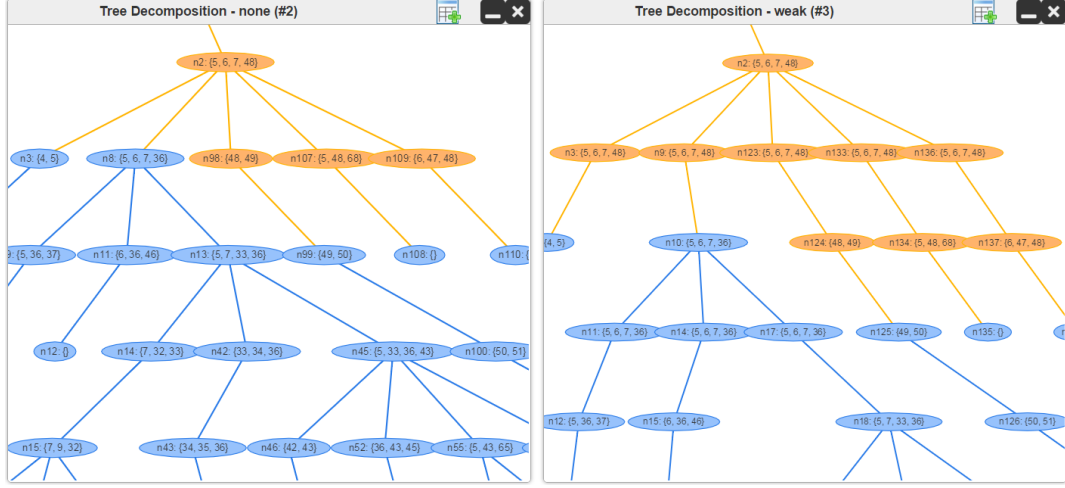 Tree Decomposition - none (#2)
n2: {5, 6, 7, 48}
n3: {4, 5}
n8: {5, 6, 7, 36}
n98: {48, 49}
n107: {5, 48, 68}
n109: {6, 47, 48}
9: {5, 36, 37}
n11: {6, 36, 46}
n13: {5, 7, 33, 36}
n99: {49, 50}
n108: {}
n110: {
n12: {}
n14: {7, 32, 33}
n42: {33, 34, 36}
n45: {5, 33, 36, 43}
n100: {50, 51}
n15: {7, 9, 32}
n43: {34, 35, 36}
n46: {42, 43}
n52: {36, 43, 45}
n55: {5, 43, 65}
Tree Decomposition - weak (#3)
n2: {5, 6, 7, 48}
n3: {5, 6, 7, 48}
{5, 6, 7, 48}
n123: {5, 6, 7, 48}
n133: {5, 6, 7, 48}
n136: {5, 6, 7, 48}
{4, 5}
n10: {5, 6, 7, 36}
n124: {48, 49}
n134: {5, 48, 68}
n137: {6, 47, 48}
n11: {5, 6, 7, 36}
n14: {5, 6, 7, 36}
n17: {5, 6, 7, 36}
n125: {49, 50}
n135: {}
n12: {5, 36, 37}
n15: {6, 36, 46}
n18: {5, 7, 33, 36}
n126: {50, 51}